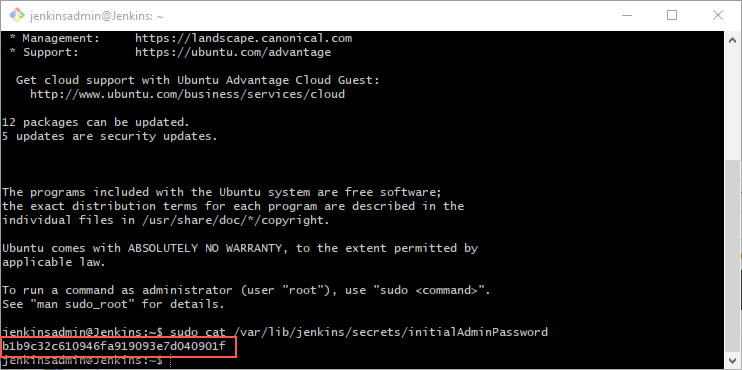 jenkinsadmin@Jenkins: ~
* Management:     https://landscape.canonical.com
* Support:        https://ubuntu.com/advantage
Get cloud support with Ubuntu Advantage Cloud Guest:
http://www.ubuntu.com/business/services/cloud
12 packages can be updated.
5 updates are security updates.
The programs included with the Ubuntu system are free software;
the exact distribution terms for each program are described in the
individual files in /usr/share/doc/*/copyright.
Ubuntu comes with ABSOLUTELY NO WARRANTY, to the extent permitted by
applicable law.
To run a command as administrator (user "root"), use "sudo <command>".
See "man sudo_root" for details.
jenkinsadmin@Jenkins:~$ sudo cat /var/lib/jenkins/secrets/initialAdminPassword
b1b9c32c610946fa919093e7d040901f
jenkinsadmin@Jenkins:~$